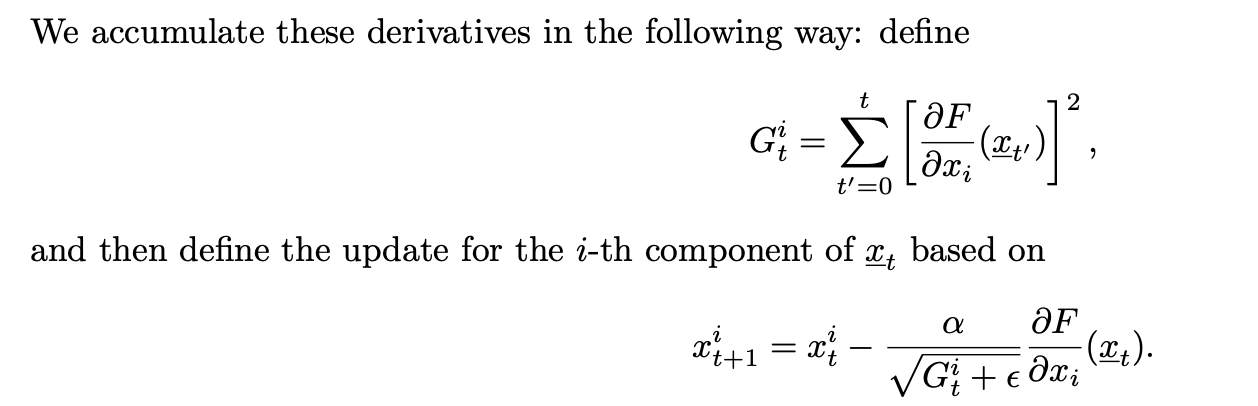 We accumulate these derivatives in the following way: define
$G_t^i = \sum_{t'=0}^{t} \left[ \frac{\partial F}{\partial x_i} (\underline{x}_{t'}) \right]^2,$
and then define the update for the $i$-th component of $\underline{x}_t$ based on
$x_{t+1}^i = x_t^i - \frac{\alpha}{\sqrt{G_t^i + \epsilon}} \frac{\partial F}{\partial x_i} (\underline{x}_t).$